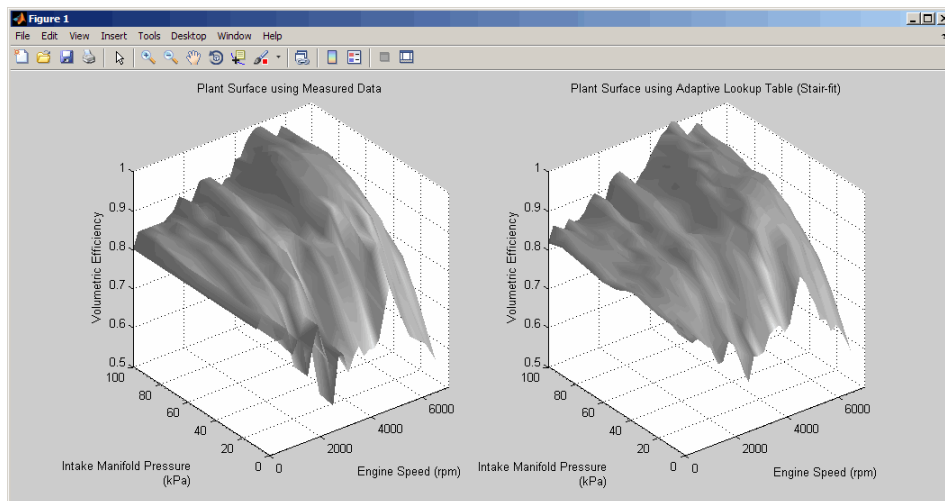 Figure 1
File Edit View Insert Tools Desktop Window Help
Plant Surface using Measured Data
1
0.9
0.8
0.7
0.6
0.5
Volumetric Efficiency
100
80
60
40
20
0
Intake Manifold Pressure
(kPa)
0
2000
4000
6000
Engine Speed (rpm)
Plant Surface using Adaptive Lookup Table (Stair-fit)
1
0.9
0.8
0.7
0.6
0.5
Volumetric Efficiency
100
80
60
40
20
0
Intake Manifold Pressure
(kPa)
0
2000
4000
6000
Engine Speed (rpm)